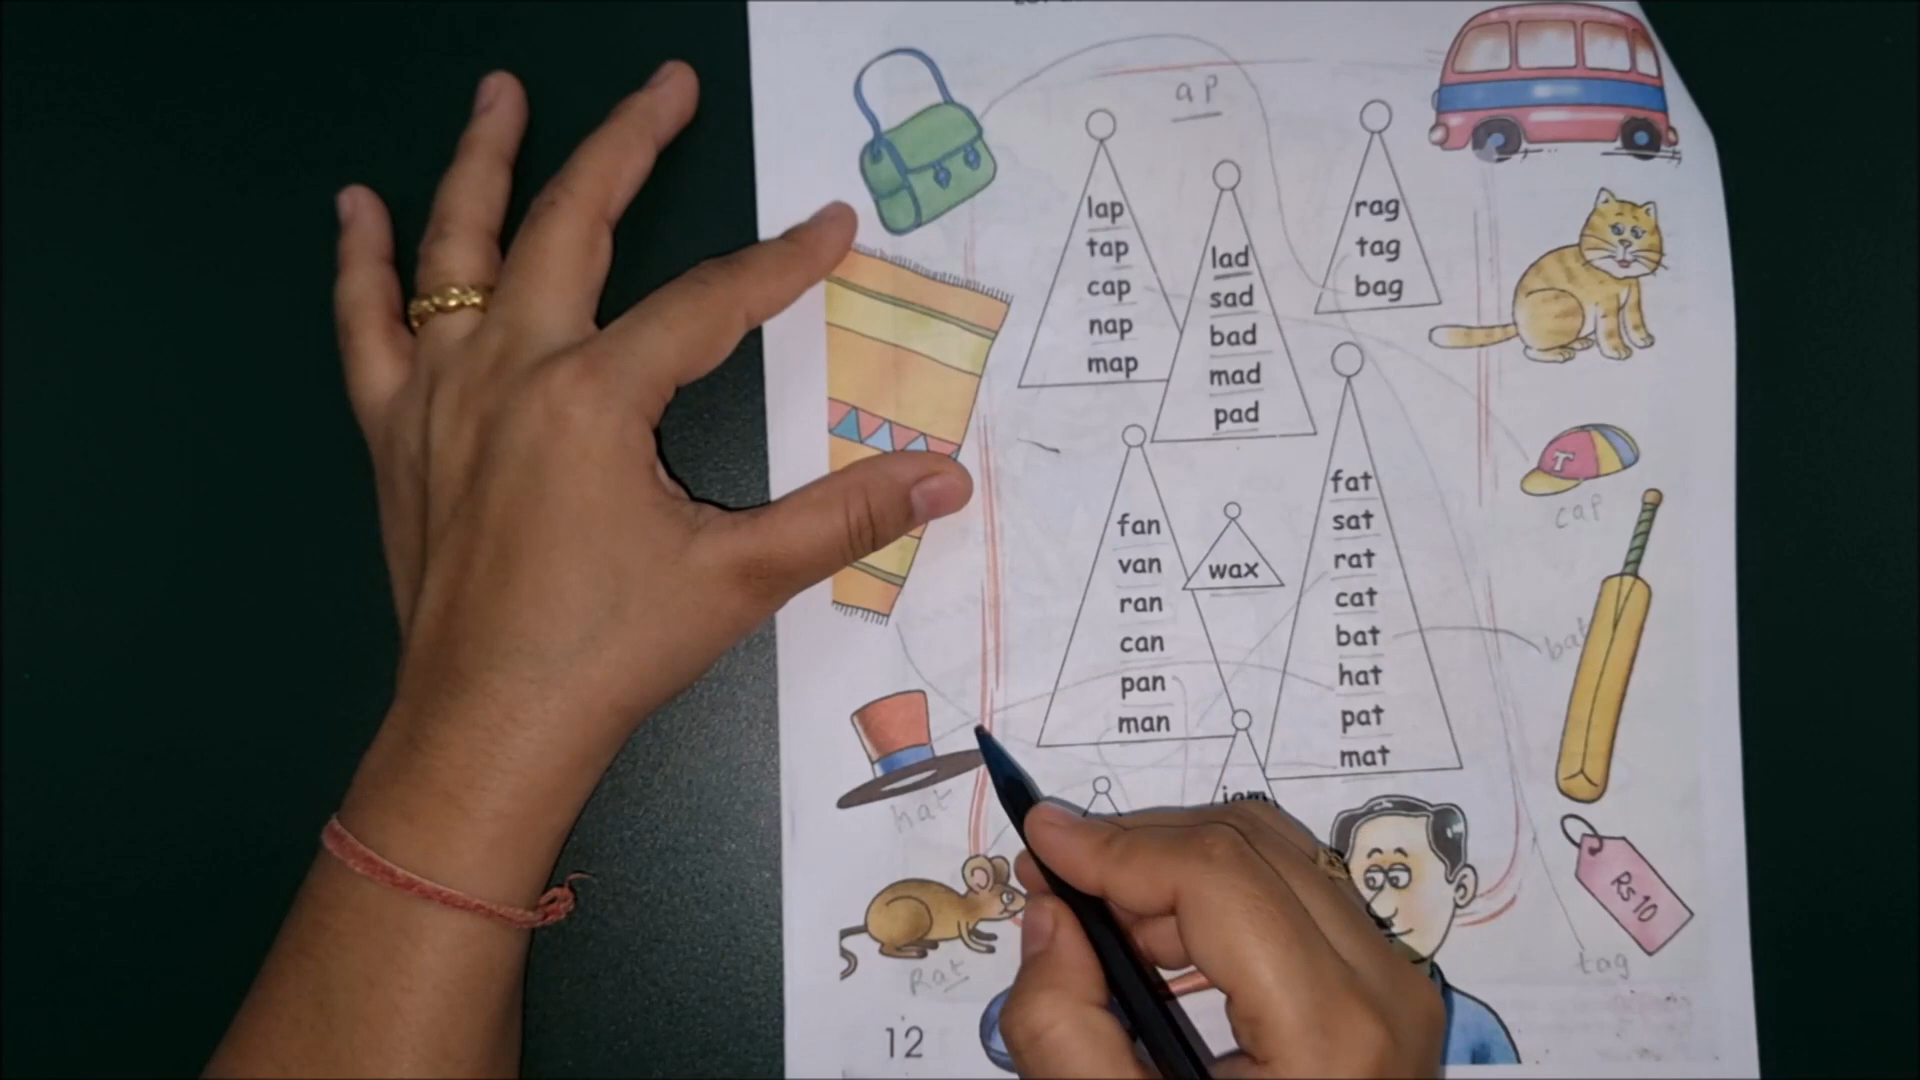 ap
lap
tap
cap
nap
map
lad
sad
bad
mad
pad
rag
tag
bag
T
cap
fan
van
ran
can
pan
man
wax
fat
sat
rat
cat
bat
hat
pat
mat
bat
hat
jam
Rs 10
tag
Rat
12